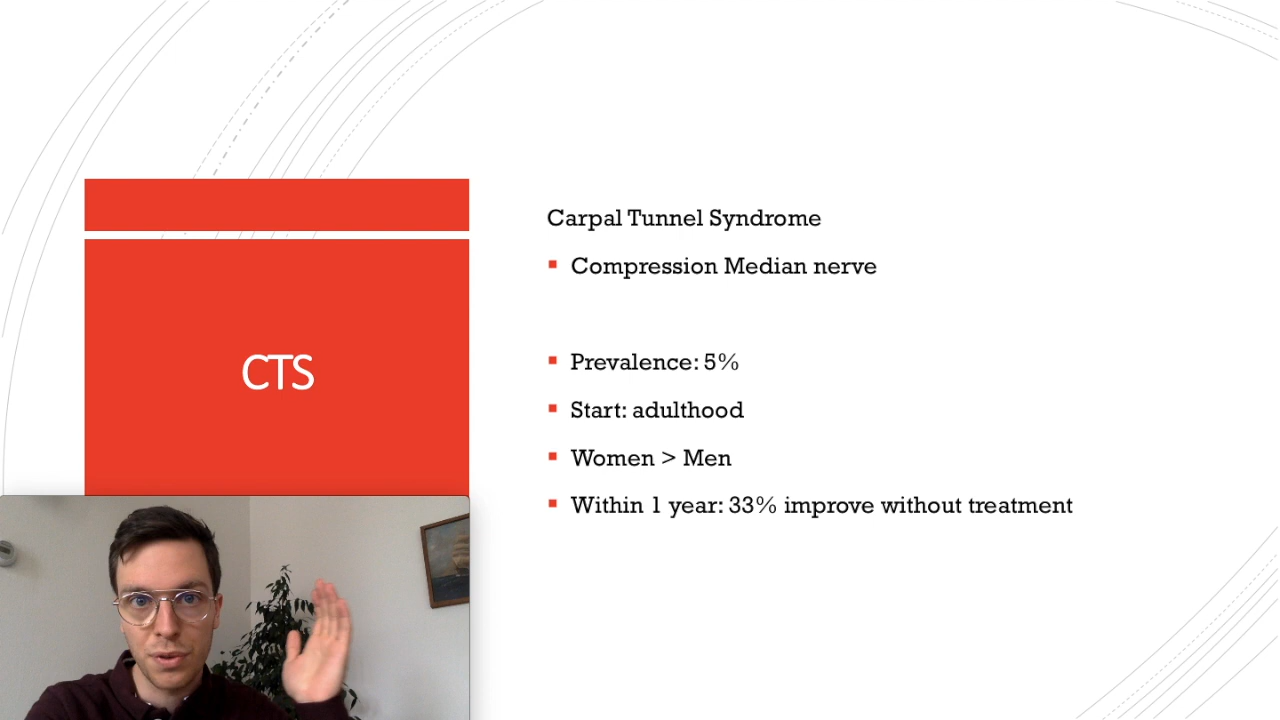 CTS
Carpal Tunnel Syndrome
Compression Median nerve
Prevalence: 5%
Start: adulthood
Women > Men
Within 1 year: 33% improve without treatment